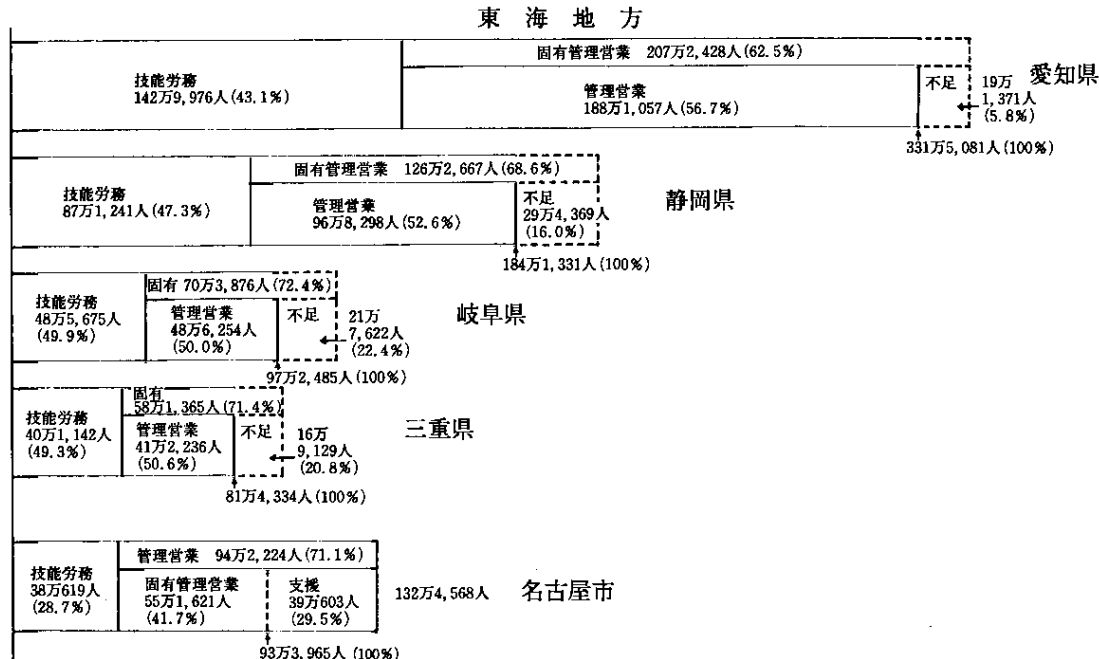 東海地方
固有管理営業 207万2,428人(62.5%)
技能労務
142万9,976人(43.1%)
管理営業
188万1,057人(56.7%)
不足
19万
1,371人
(5.8%)
愛知県
331万5,081人(100%)
固有管理営業 126万2,667人(68.6%)
技能労務
87万1,241人(47.3%)
管理営業
96万8,298人(52.6%)
不足
29万4,369人
(16.0%)
静岡県
184万1,331人(100%)
固有 70万3,876人(72.4%)
技能労務
48万5,675人
(49.9%)
管理営業
48万6,254人
(50.0%)
不足
21万
7,622人
(22.4%)
岐阜県
97万2,485人(100%)
固有
58万1,365人(71.4%)
技能労務
40万1,142人
(49.3%)
管理営業
41万2,236人
(50.6%)
不足
16万
9,129人
(20.8%)
三重県
81万4,334人(100%)
管理営業 94万2,224人(71.1%)
技能労務
38万619人
(28.7%)
固有管理営業
55万1,621人
(41.7%)
支援
39万603人
(29.5%)
132万4,568人
名古屋市
93万3,965人(100%)